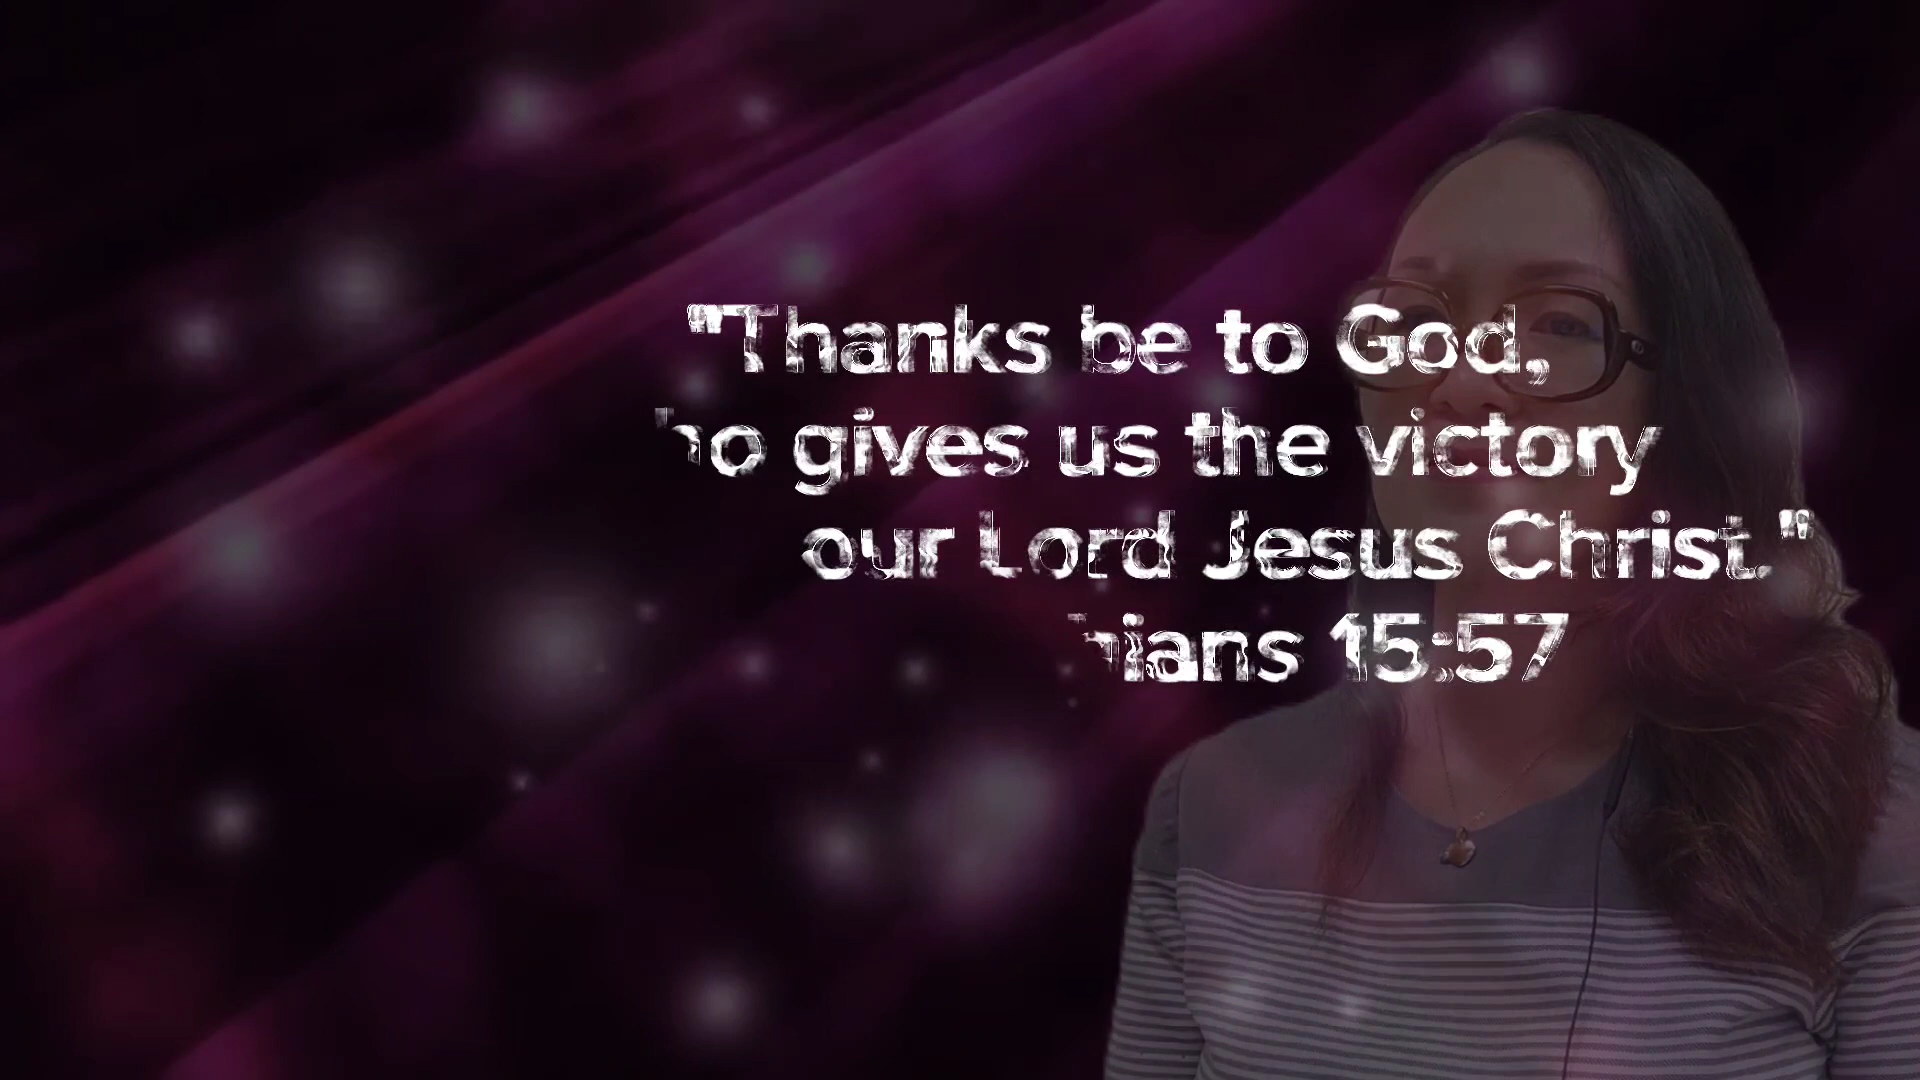 "Thanks be to God,
ho gives us the victory
our Lord Jesus Christ."
hians 15:57